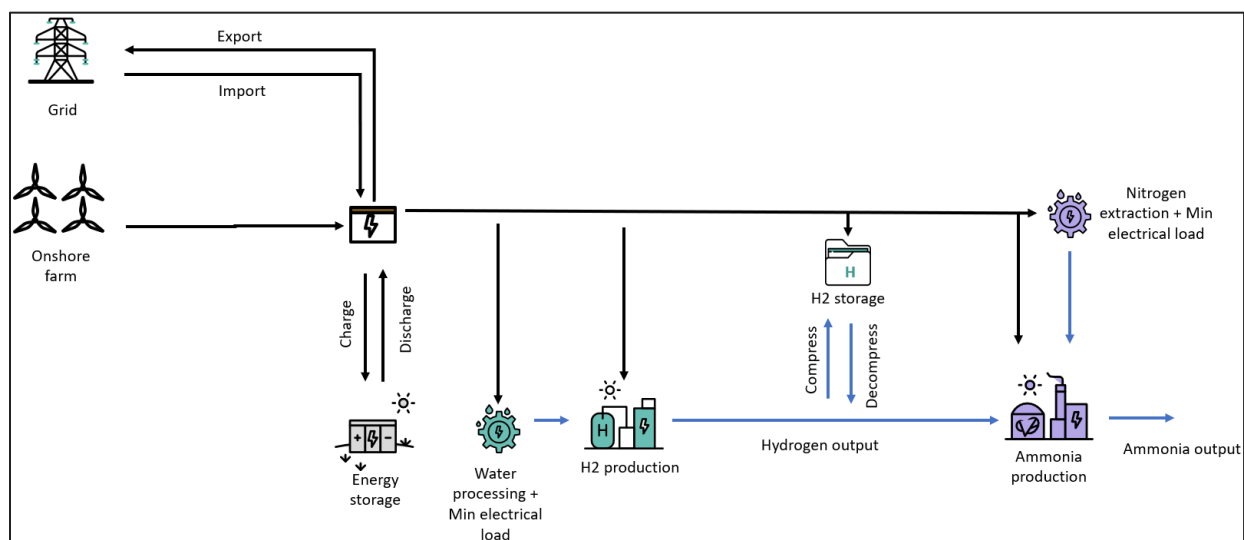 Export
Import
Grid
Onshore
farm
Nitrogen
extraction + Min
electrical load
H
H2 storage
Charge
Discharge
Compress
Decompress
+
-
H
Energy
storage
Water
processing +
Min electrical
load
H2 production
Hydrogen output
Ammonia
production
Ammonia output